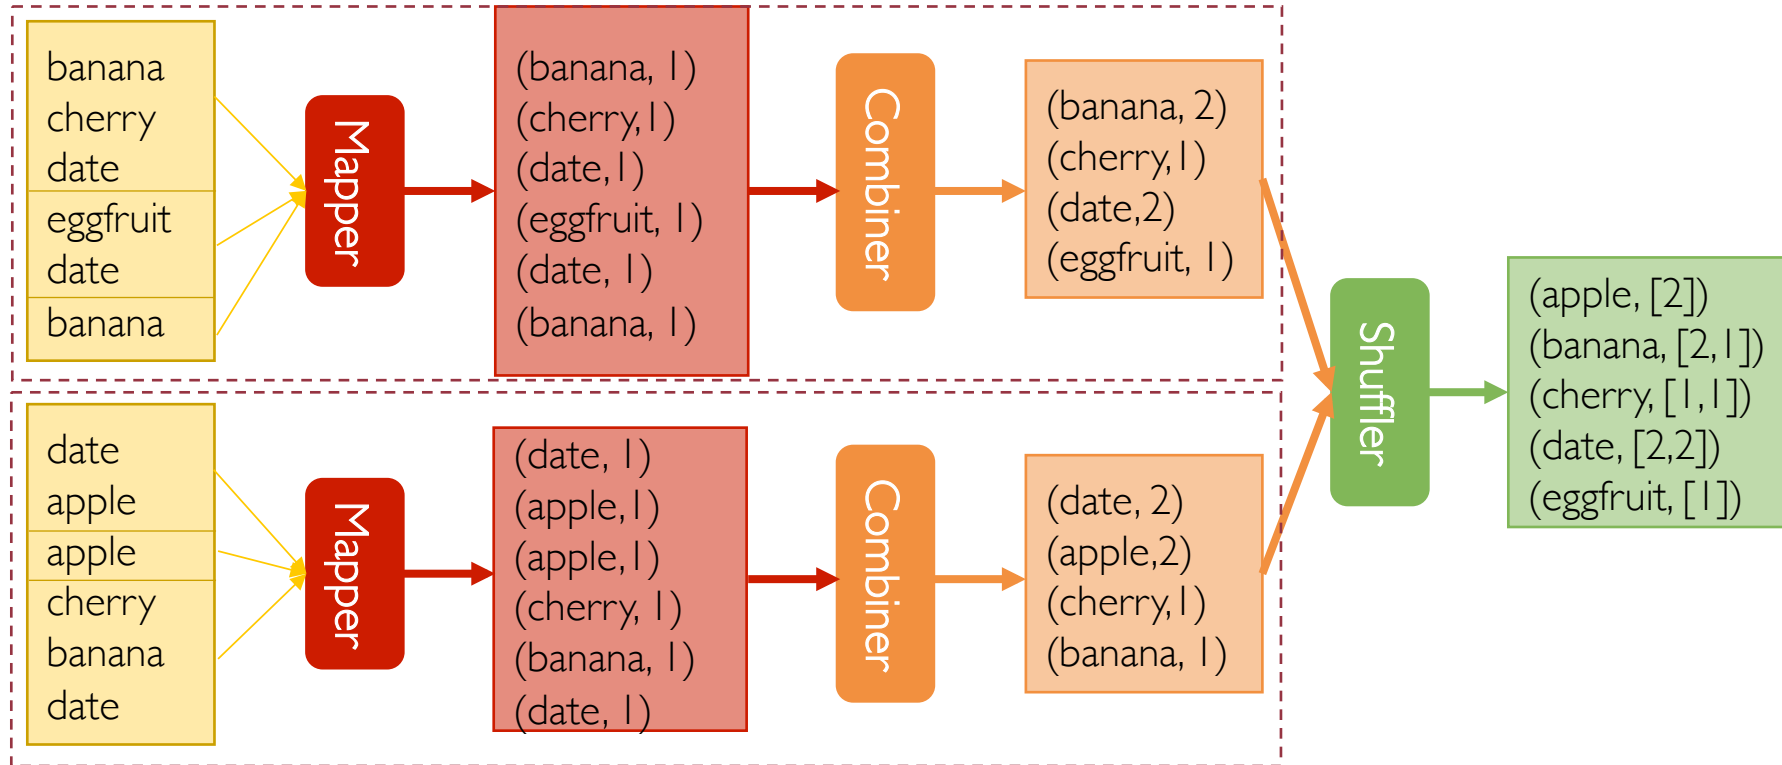 banana
cherry
date
eggfruit
date
banana
Mapper
(banana, 1)
(cherry,1)
(date,1)
(eggfruit, 1)
(date, 1)
(banana, 1)
Combiner
(banana, 2)
(cherry,1)
(date,2)
(eggfruit, 1)
date
apple
apple
cherry
banana
date
Mapper
(date, 1)
(apple,1)
(apple,1)
(cherry, 1)
(banana, 1)
(date, 1)
Combiner
(date, 2)
(apple,2)
(cherry,1)
(banana, 1)
Shuffler
(apple, [2])
(banana, [2,1])
(cherry, [1,1])
(date, [2,2])
(eggfruit, [1])